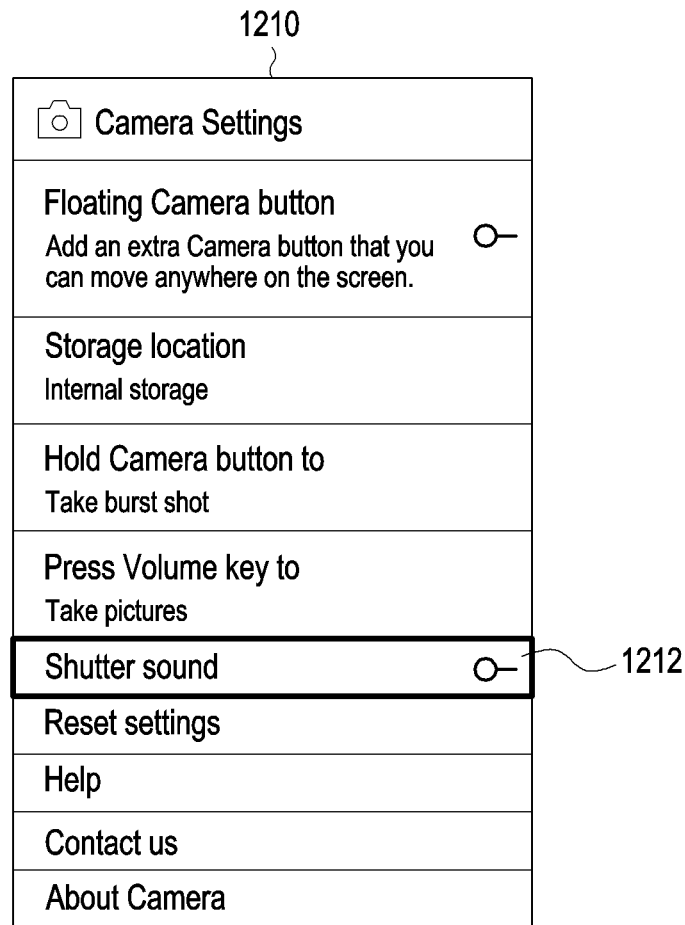 1210
Camera Settings
Floating Camera button
Add an extra Camera button that you
can move anywhere on the screen.
Storage location
Internal storage
Hold Camera button to
Take burst shot
Press Volume key to
Take pictures
Shutter sound
1212
Reset settings
Help
Contact us
About Camera